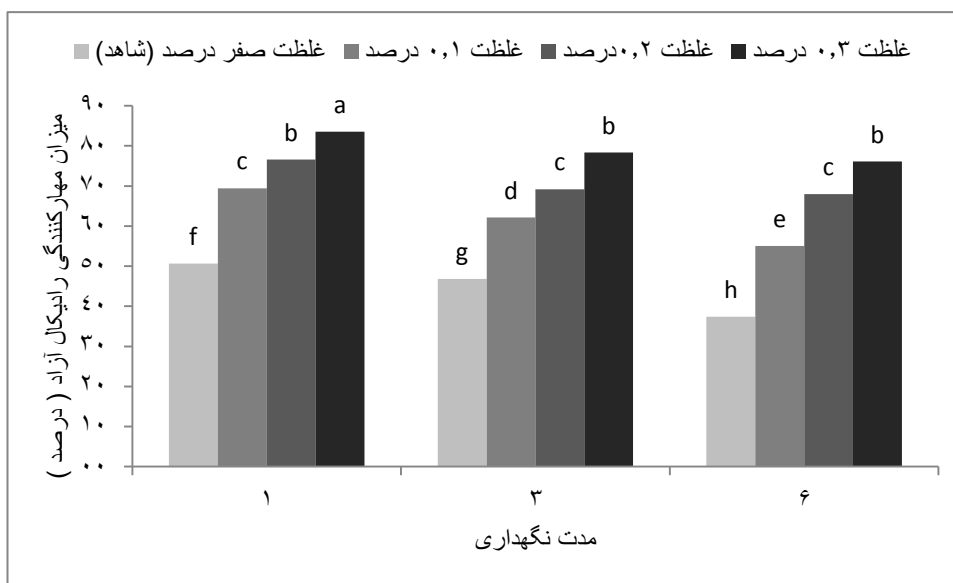 غلظت صفر درصد (شاهد) غلظت ۰٫۱ درصد غلظت ۰٫۲درصد غلظت ۰٫۳ درصد
میزان مهارکنندگی رادیکال آزاد ( درصد )
۹۰
۸۰
۷۰
۶۰
۵۰
۴۰
۳۰
۲۰
۱۰
۰۰
f c b a
g d c b
h e c b
۱ ۳ ۶
مدت نگهداری